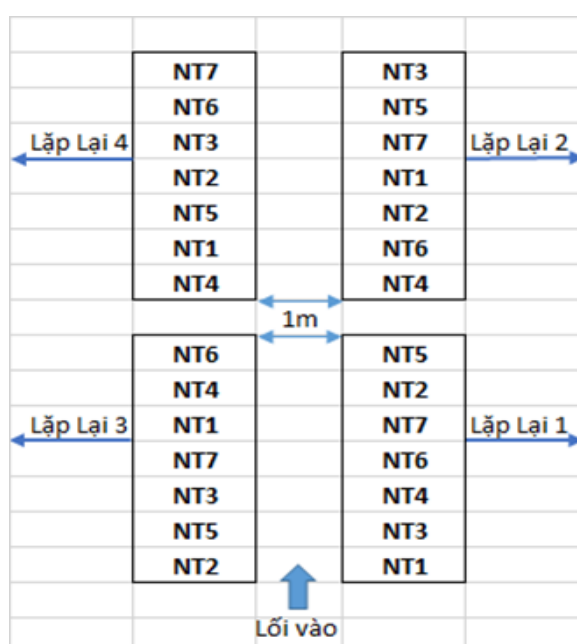 NT7 NT3
NT6 NT5
Lặp Lại 4 NT3 NT7 Lặp Lại 2
NT2 NT1
NT5 NT2
NT1 NT6
NT4 NT4
1m
NT6 NT5
NT4 NT2
Lặp Lại 3 NT1 NT7 Lặp Lại 1
NT7 NT6
NT3 NT4
NT5 NT3
NT2 NT1
Lối vào